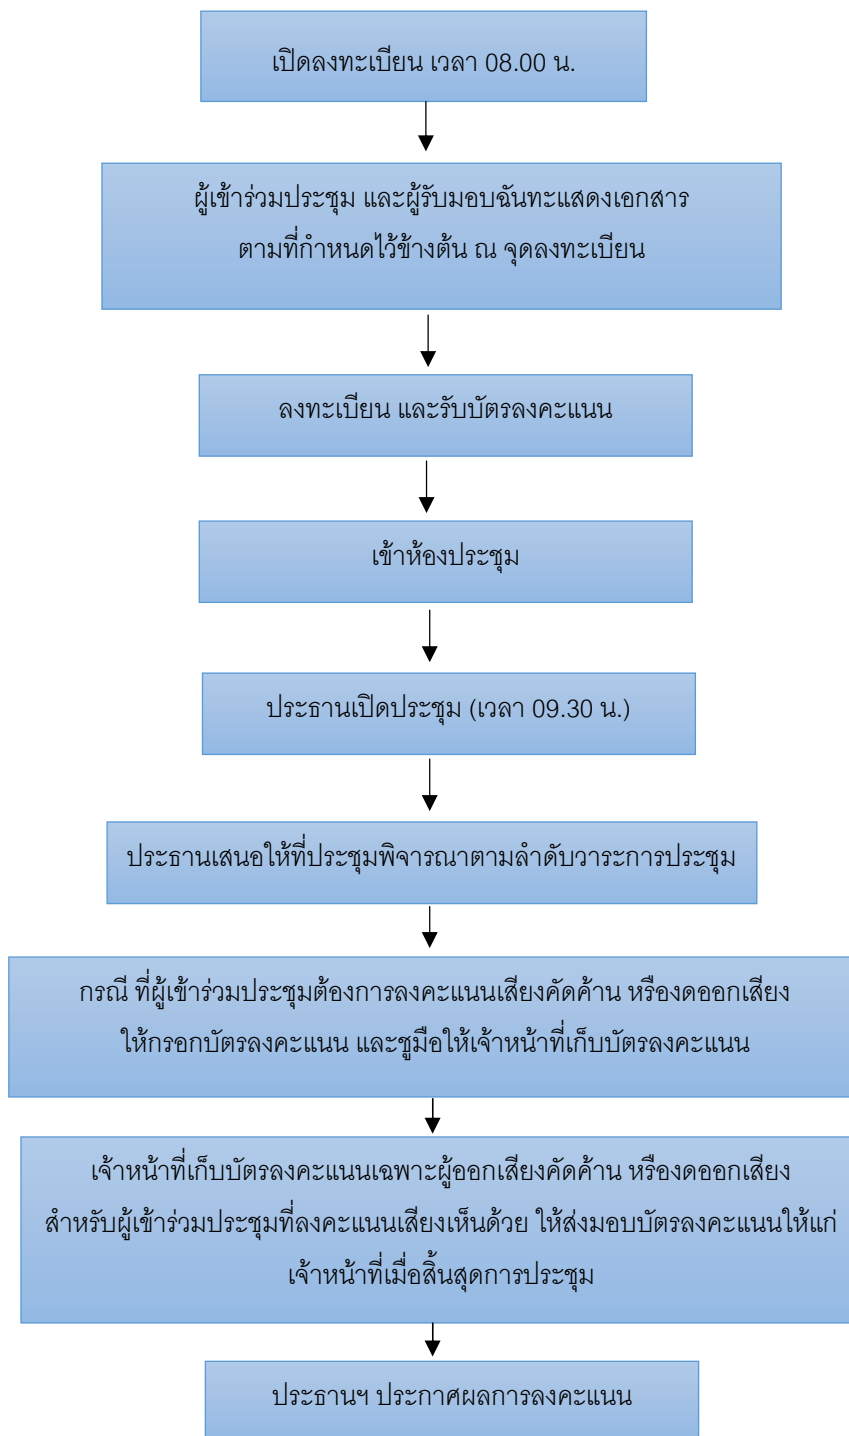 เปิดลงทะเบียน เวลา 08.00 น.
ผู้เข้าร่วมประชุม และผู้รับมอบฉันทะแสดงเอกสาร
ตามที่กำหนดไว้ข้างต้น ณ จุดลงทะเบียน
ลงทะเบียน และรับบัตรลงคะแนน
เข้าห้องประชุม
ประธานเปิดประชุม (เวลา 09.30 น.)
ประธานเสนอให้ที่ประชุมพิจารณาตามลำดับวาระการประชุม
กรณี ที่ผู้เข้าร่วมประชุมต้องการลงคะแนนเสียงคัดค้าน หรืองดออกเสียง
ให้กรอกบัตรลงคะแนน และชูมือให้เจ้าหน้าที่เก็บบัตรลงคะแนน
เจ้าหน้าที่เก็บบัตรลงคะแนนเฉพาะผู้ออกเสียงคัดค้าน หรืองดออกเสียง
สำหรับผู้เข้าร่วมประชุมที่ลงคะแนนเสียงเห็นด้วย ให้ส่งมอบบัตรลงคะแนนให้แก่
เจ้าหน้าที่เมื่อสิ้นสุดการประชุม
ประธานฯ ประกาศผลการลงคะแนน